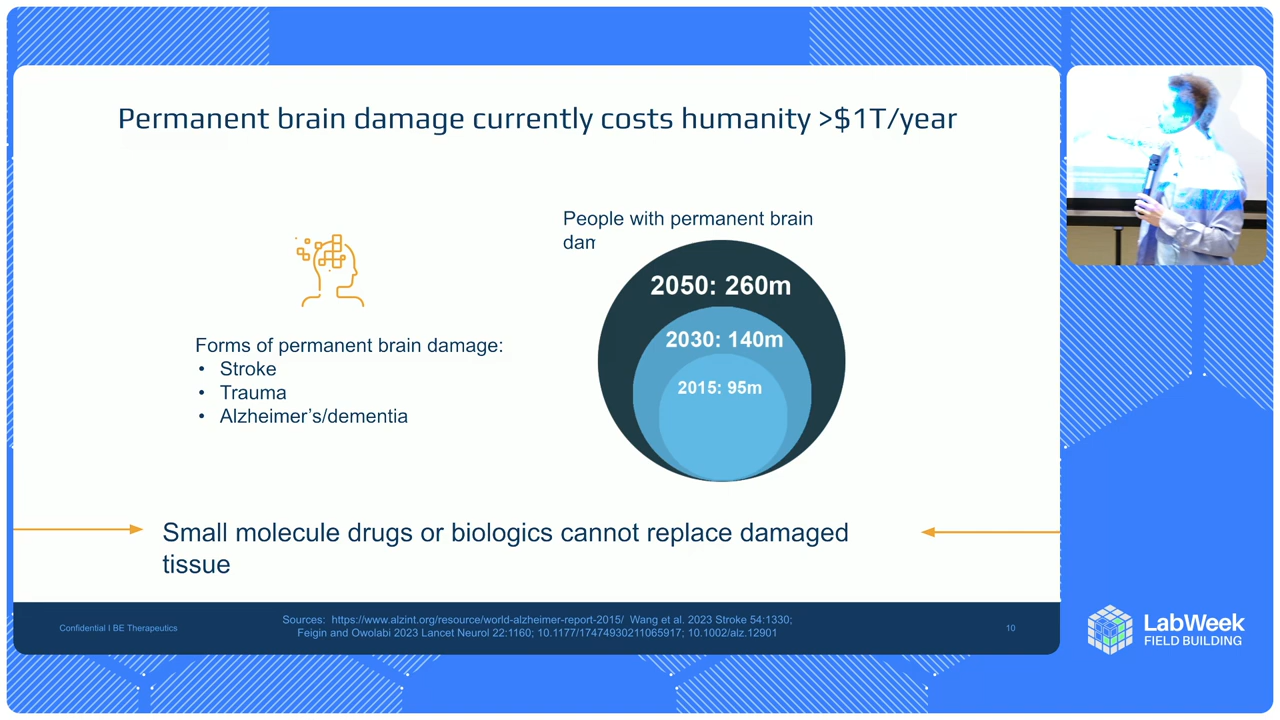 Permanent brain damage currently costs humanity >$1T/year
People with permanent brain
dam
2050: 260m
2030: 140m
2015: 95m
Forms of permanent brain damage:
• Stroke
• Trauma
• Alzheimer’s/dementia
Small molecule drugs or biologics cannot replace damaged
tissue
Confidential I BE Therapeutics
Sources: https://www.alzint.org/resource/world-alzheimer-report-2015/ Wang et al. 2023 Stroke 54:1330;
Feigin and Owolabi 2023 Lancet Neurol 22:1160; 10.1177/17474930211065917; 10.1002/alz.12901
10
LabWeek
FIELD BUILDING